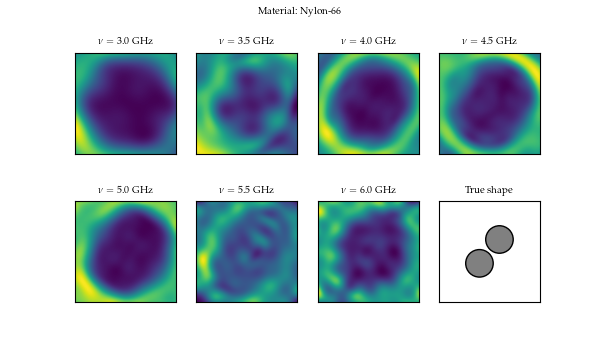 Material: Nylon-66
ν = 3.0 GHz
ν = 3.5 GHz
ν = 4.0 GHz
ν = 4.5 GHz
ν = 5.0 GHz
ν = 5.5 GHz
ν = 6.0 GHz
True shape